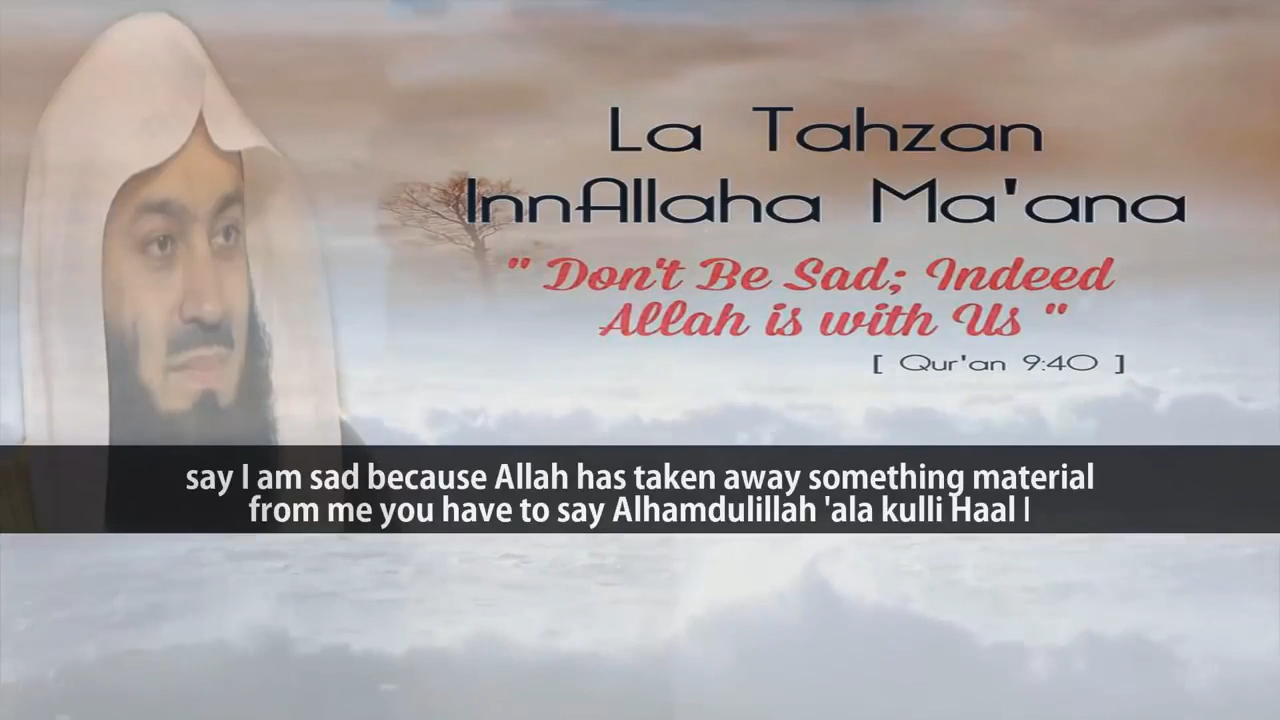 La Tahzan
InnAllaha Ma'ana
" Don't Be Sad; Indeed
Allah is with Us "
[ Qur'an 9:40 ]
say I am sad because Allah has taken away something material
from me you have to say Alhamdulillah 'ala kulli Haal I